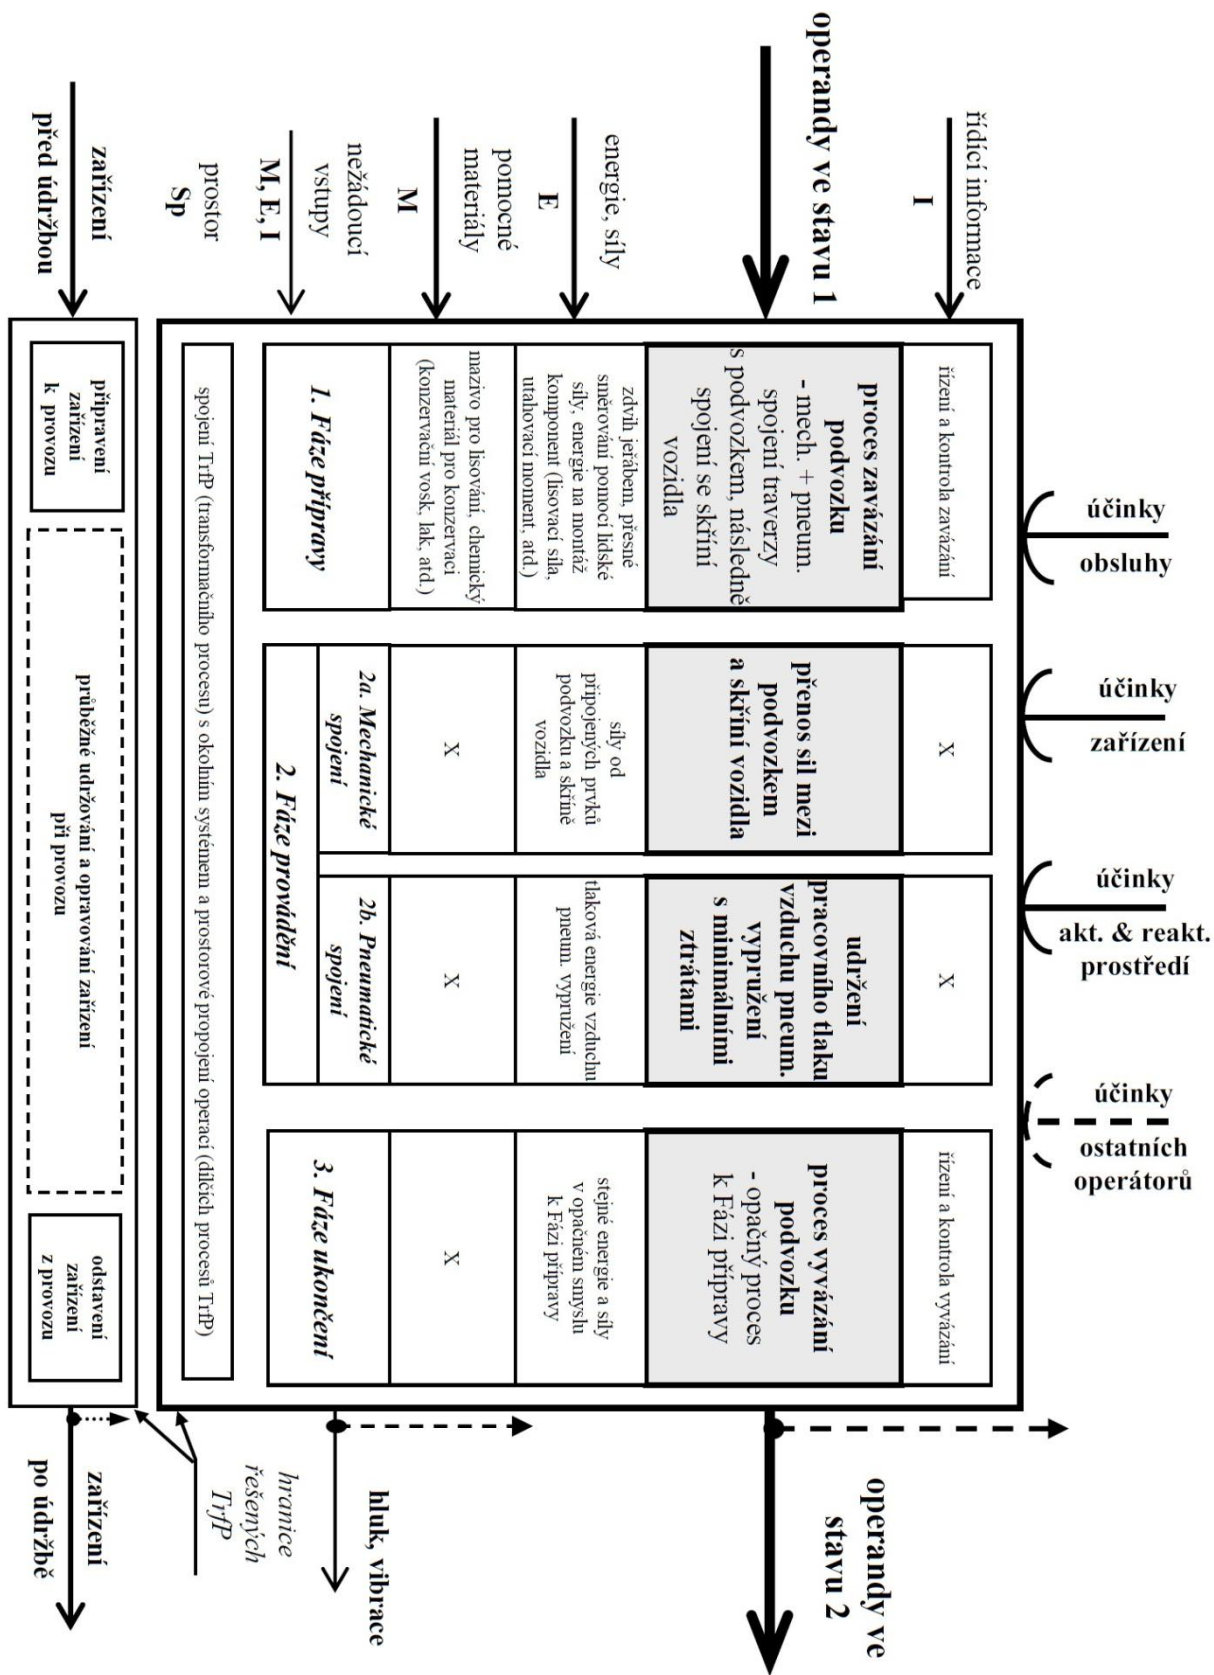 účinky
obsluhy
účinky
zařízení
účinky
akt. & reakt.
prostředí
účinky
ostatních
operátorů
řídící informace
I
operandy ve stavu 1
energie, síly
E
pomocné
materiály
M
nežádoucí
vstupy
M, E, I
prostor
Sp
zařízení
před údržbou
řízení a kontrola zavázání
X
X
řízení a kontrola vyvázání
proces zavázání
podvozku
- mech. + pneum.
spojení traverzy
s podvozkem, následně
spojení se skříní
vozidla
přenos sil mezi
podvozkem
a skříní vozidla
udržení
pracovního tlaku
vzduchu pneum.
vypružení
s minimálními
ztrátami
proces vyvázání
podvozku
- opačný proces
k Fázi přípravy
zdvih jeřábem, přesné
směrování pomocí lidské
síly, energie na montáž
komponent (lisovací síla,
utahovací moment, atd.)
síly od
připojených prvků
podvozku a skříně
vozidla
tlaková energie vzduchu
pneum. vypružení
stejné energie a síly
v opačném smyslu
k Fázi přípravy
mazivo pro lisování, chemický
materiál pro konzervaci
(konzervační vosk, lak, atd.)
X
X
X
1. Fáze přípravy
2a. Mechanické
spojení
2b. Pneumatické
spojení
2. Fáze provádění
3. Fáze ukončení
spojení TrfP (transformačního procesu) s okolním systémem a prostorové propojení operací (dílčích procesů TrfP)
připravení
zařízení
k provozu
průběžné udržování a opravování zařízení
při provozu
odstavení
zařízení
z provozu
operandy ve
stavu 2
hluk, vibrace
hranice
řešených
TrfP
zařízení
po údržbě